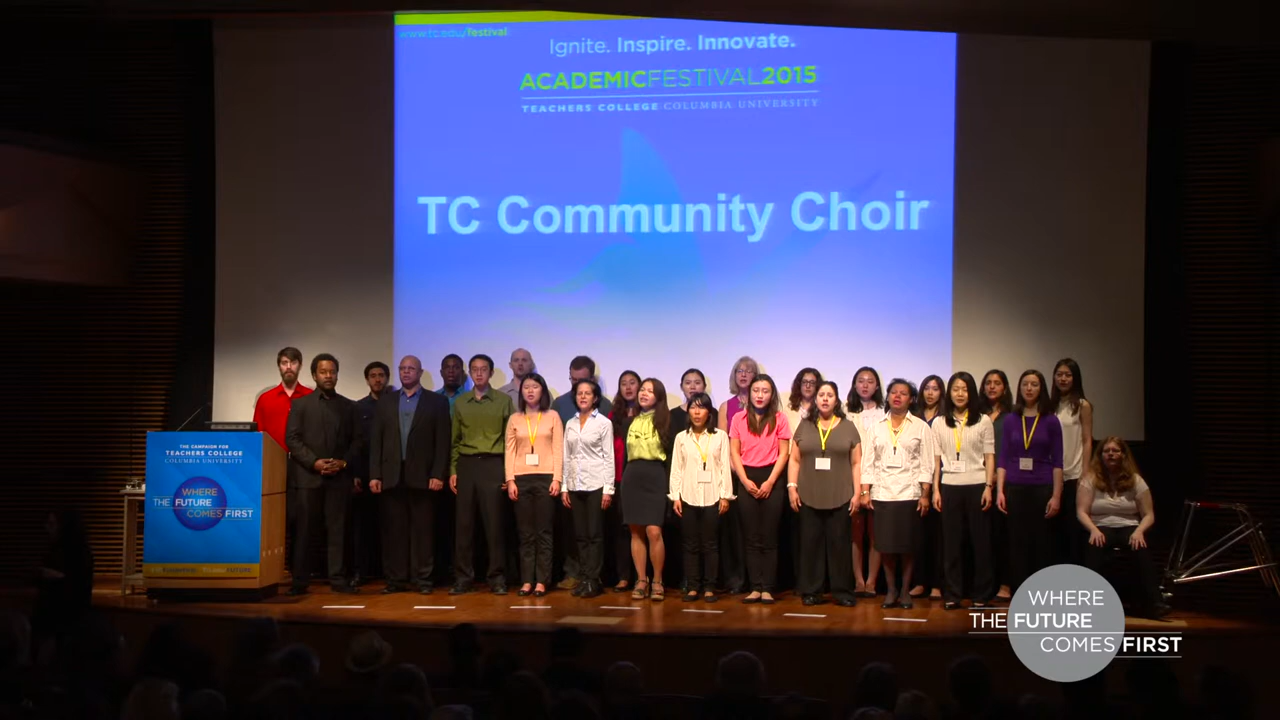 www.tc.edu/festival
Ignite. Inspire. Innovate.
ACADEMICFESTIVAL2015
TEACHERS COLLEGE COLUMBIA UNIVERSITY
TC Community Choir
THE CAMPAIGN FOR
TEACHERS COLLEGE
COLUMBIA UNIVERSITY
WHERE
THE FUTURE
COMES FIRST
WHERE
THE FUTURE
COMES FIRST